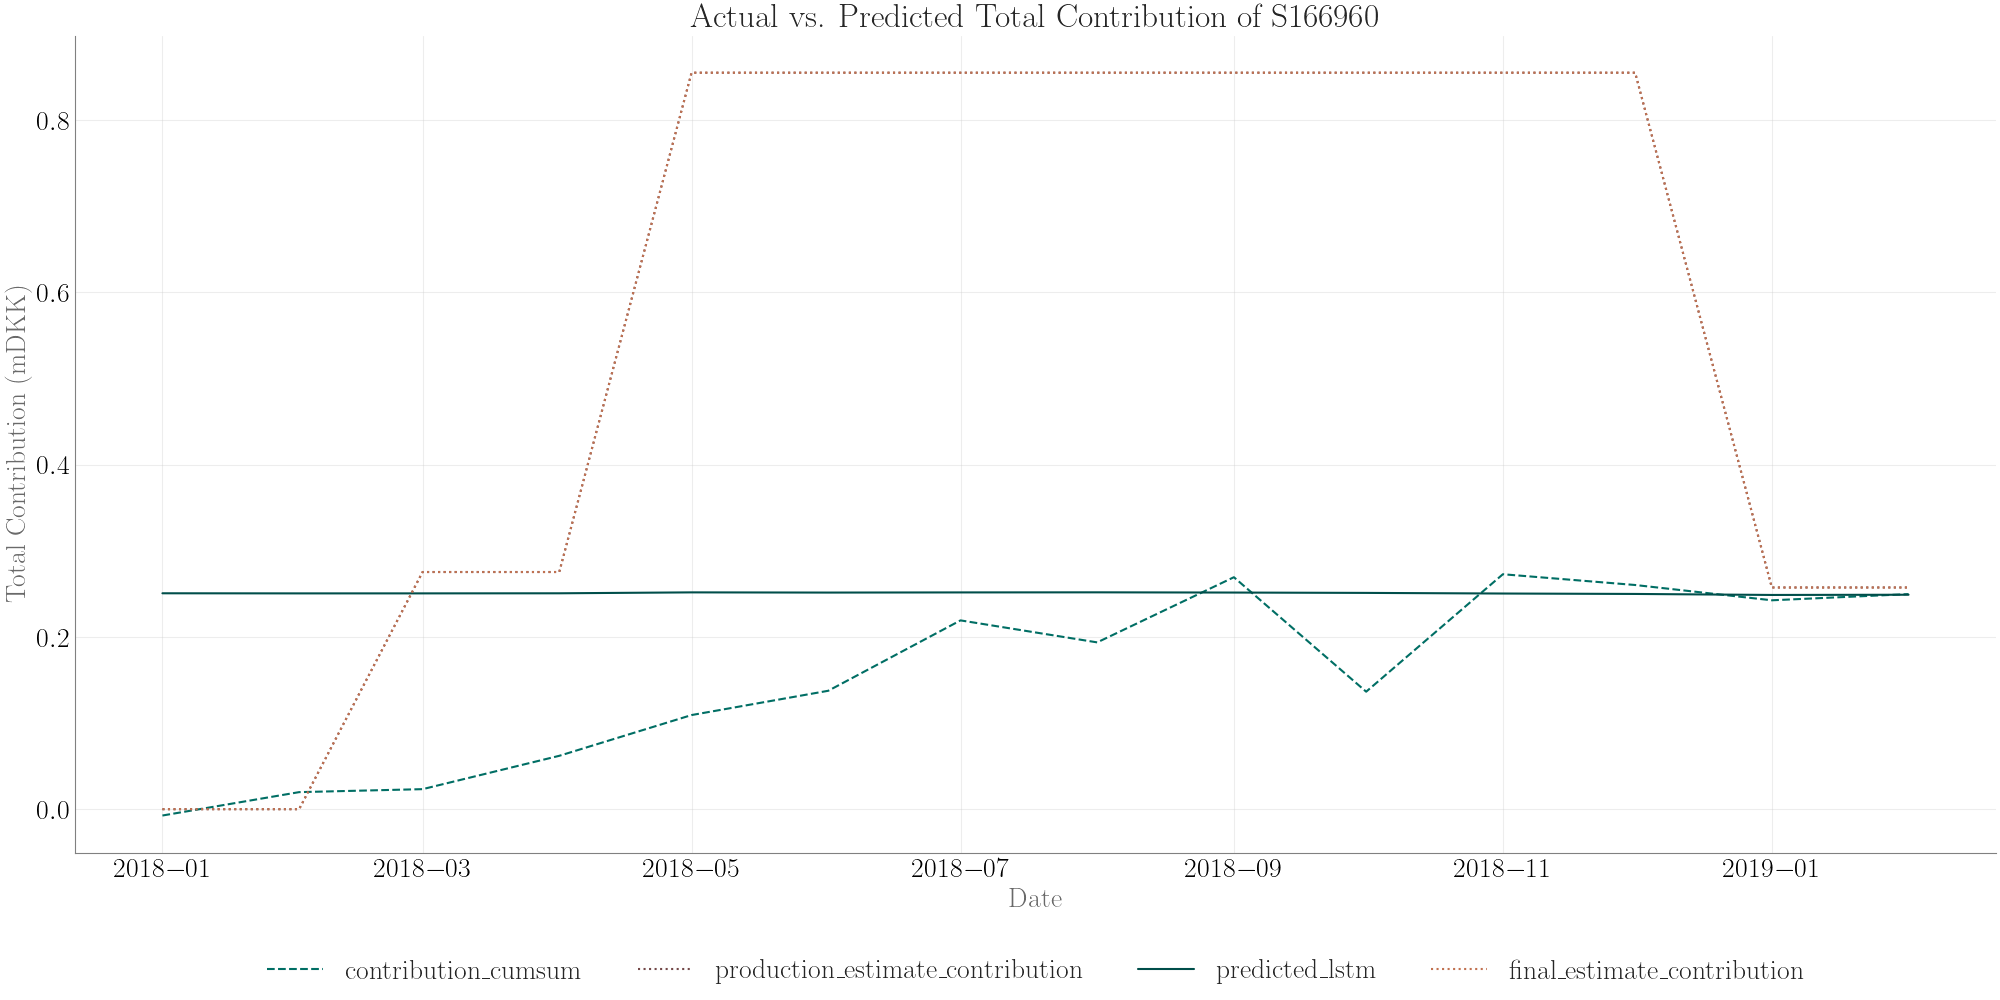 Actual vs. Predicted Total Contribution of S166960
Total Contribution (mDKK)
0.8
0.6
0.4
0.2
0.0
2018−01 2018−03 2018−05 2018−07 2018−09 2018−11 2019−01
Date
contribution_cumsum production_estimate_contribution predicted_lstm final_estimate_contribution